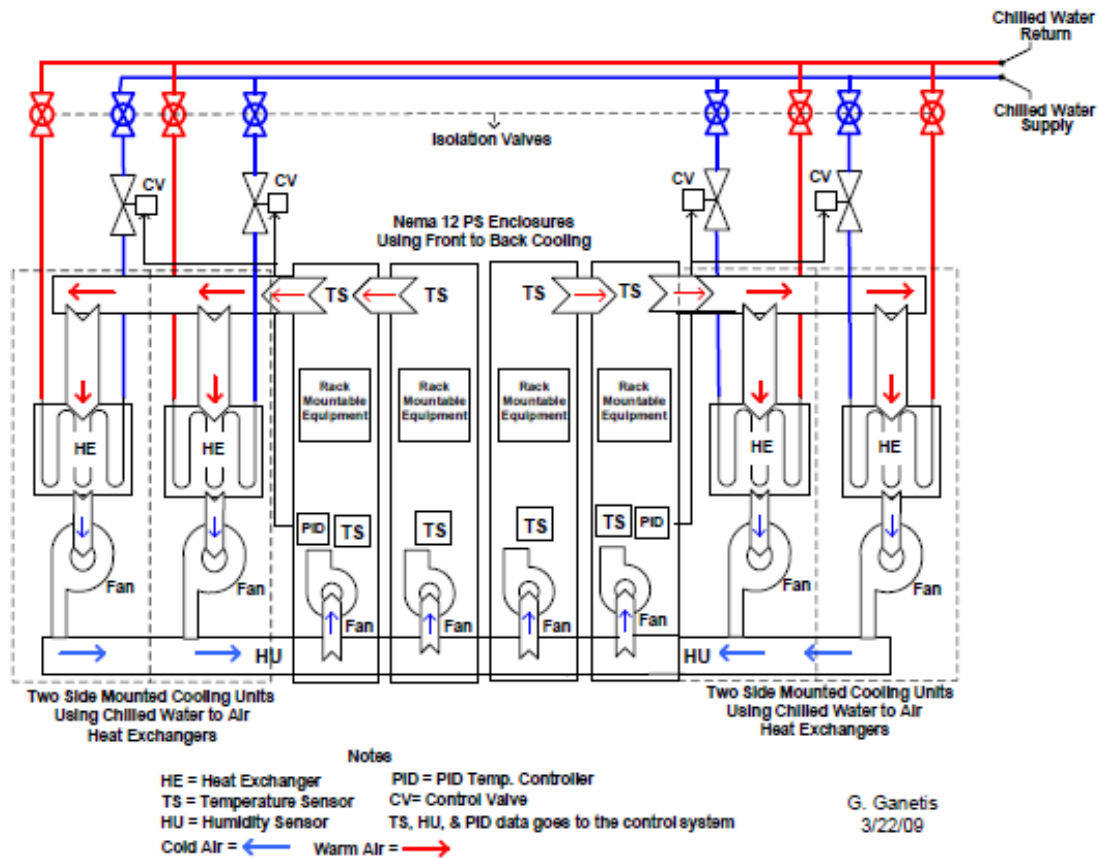 Chilled Water
Return
Chilled Water
Supply
Isolation Valves
CV
CV
CV
CV
Nema 12 PS Enclosures
Using Front to Back Cooling
TS
TS
TS
TS
Rack
Mountable
Equipment
Rack
Mountable
Equipment
Rack
Mountable
Equipment
Rack
Mountable
Equipment
HE
HE
HE
HE
PID
TS
TS
TS
TS
PID
Fan
Fan
Fan
Fan
Fan
Fan
Fan
Fan
HU
HU
Two Side Mounted Cooling Units
Using Chilled Water to Air
Heat Exchangers
Two Side Mounted Cooling Units
Using Chilled Water to Air
Heat Exchangers
Notes
HE = Heat Exchanger
PID = PID Temp. Controller
TS = Temperature Sensor
CV= Control Valve
HU = Humidity Sensor
TS, HU, & PID data goes to the control system
Cold Air =
Warm Air =
G. Ganetis
3/22/09